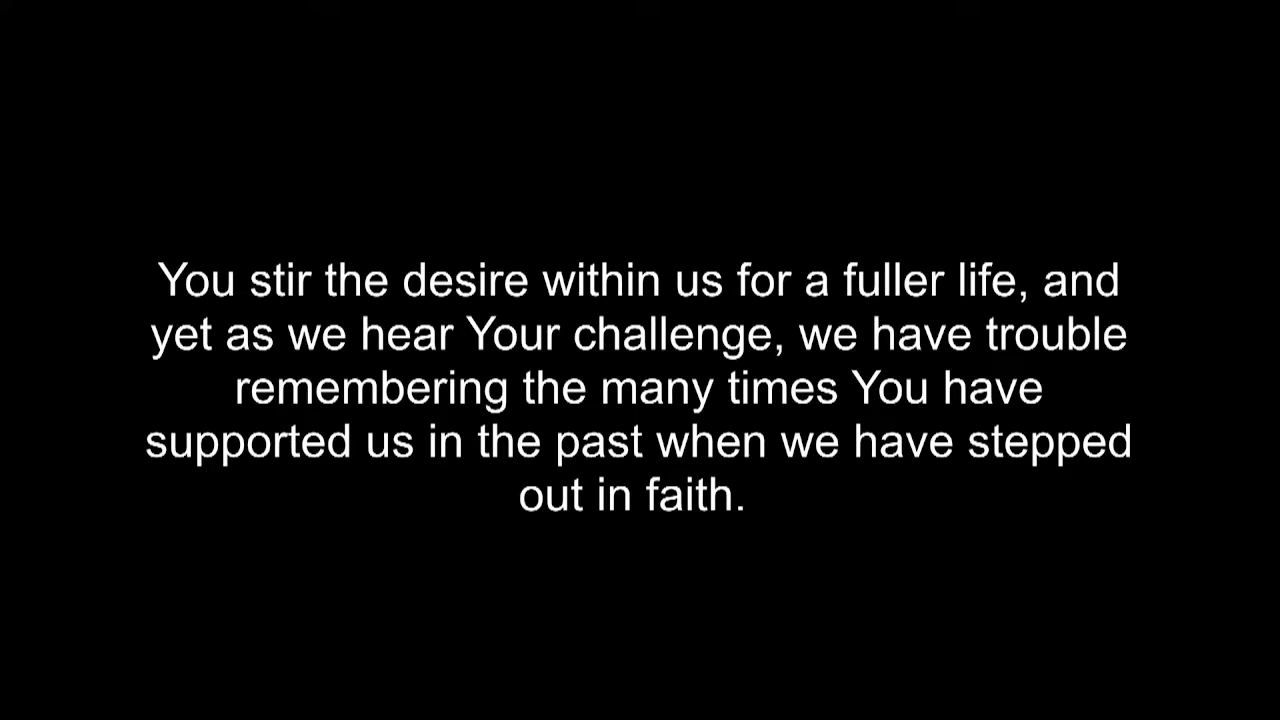 You stir the desire within us for a fuller life, and
yet as we hear Your challenge, we have trouble
remembering the many times You have
supported us in the past when we have stepped
out in faith.